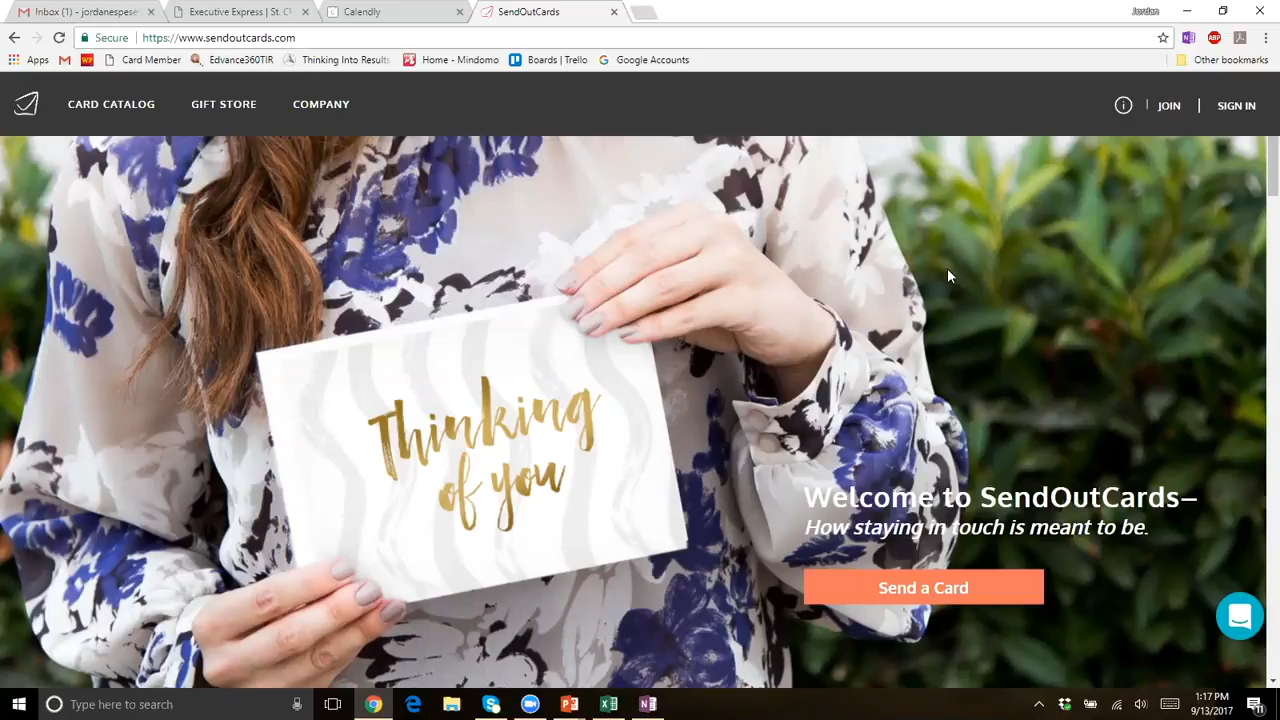 Inbox (1) - jordanespese
Executive Express | St. C
Calendly
SendOutCards
Jordan
Secure
https://www.sendoutcards.com
Apps
Card Member
Edvance360TIR
Thinking Into Results
Home - Mindomo
Boards | Trello
Google Accounts
Other bookmarks
CARD CATALOG
GIFT STORE
COMPANY
JOIN
SIGN IN
Thinking
of you
Welcome to SendOutCards—
How staying in touch is meant to be.
Send a Card
Type here to search
1:17 PM
9/13/2017